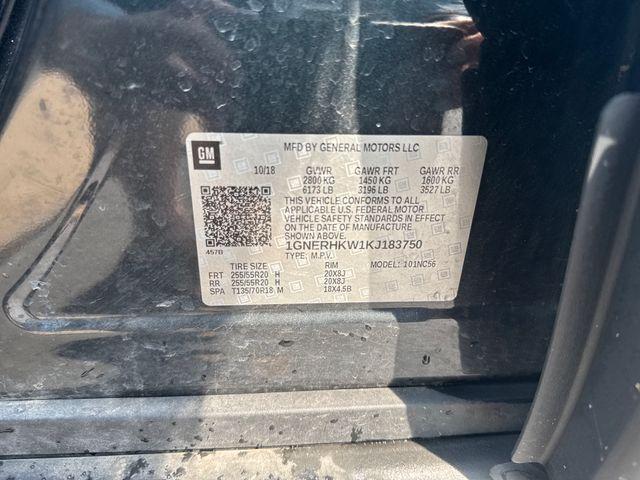 GM
MFD BY GENERAL MOTORS LLC
10/18 GVWR GAWR FRT GAWR RR
2800 KG 1450 KG 1600 KG
6173 LB 3196 LB 3527 LB
THIS VEHICLE CONFORMS TO ALL
APPLICABLE U.S. FEDERAL MOTOR
VEHICLE SAFETY STANDARDS IN EFFECT
ON THE DATE OF MANUFACTURE
SHOWN ABOVE.
457B 1GNERHKW1KJ183750
TYPE: M.P.V. MODEL: 101NC56
TIRE SIZE RIM
FRT 255/55R20 H 20X8J
RR 255/55R20 H 20X8J
SPA T135/70R18 M 18X4.5B